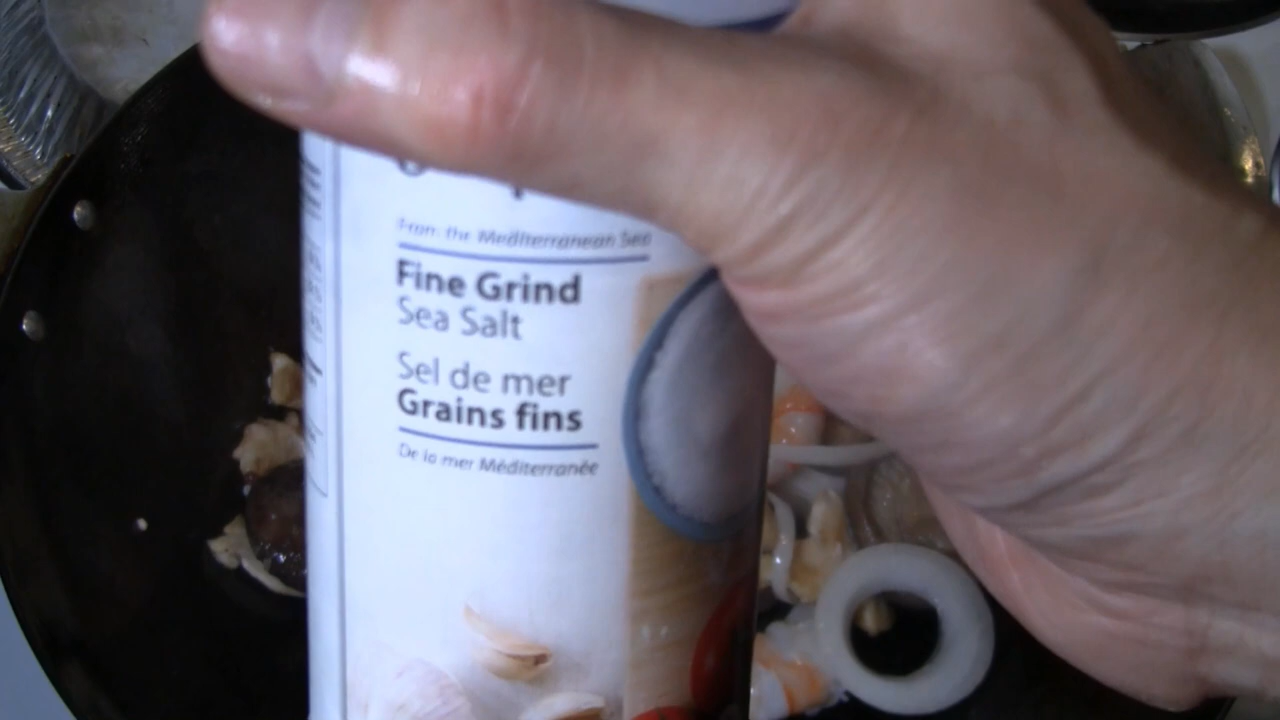 From the Mediterranean Sea
Fine Grind
Sea Salt
Sel de mer
Grains fins
De la mer Méditerranée